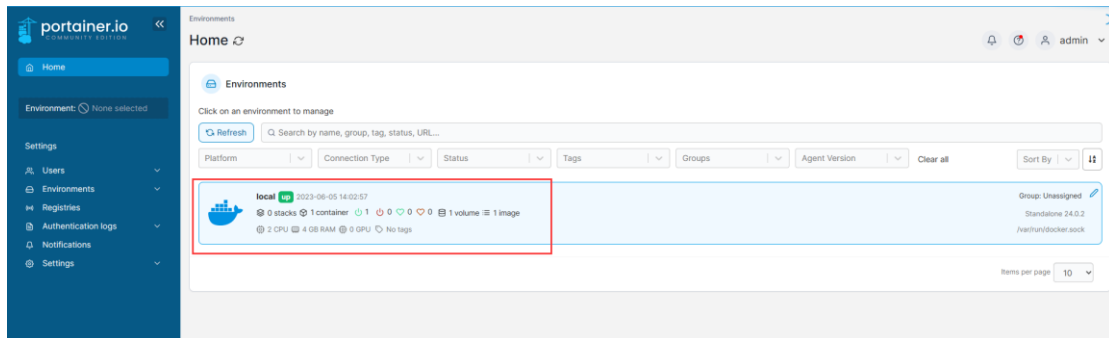 portainer.io
COMMUNITY EDITION
Home
Environment: None selected
Settings
Users
Environments
Registries
Authentication logs
Notifications
Settings
Environments
Home
admin
Environments
Click on an environment to manage
Refresh
Search by name, group, tag, status, URL...
Platform
Connection Type
Status
Tags
Groups
Agent Version
Clear all
Sort By
local up 2023-06-05 14:02:57
0 stacks 1 container 1 0 0 0 1 volume 1 image
2 CPU 4 GB RAM 0 GPU No tags
Group: Unassigned
Standalone 24.0.2
/var/run/docker.sock
Items per page 10